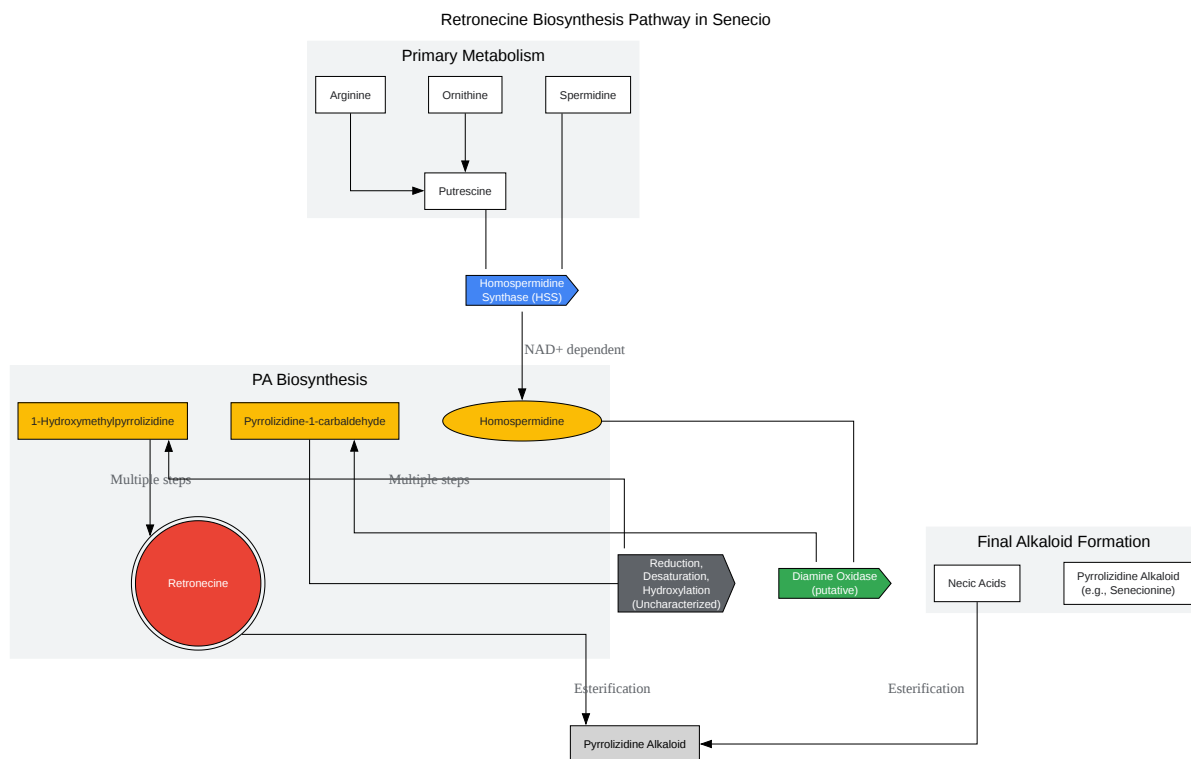 Retronecine Biosynthesis Pathway in Senecio
Primary Metabolism
Arginine
Ornithine
Spermidine
Putrescine
Homospermidine
Synthase (HSS)
NAD+ dependent
PA Biosynthesis
1-Hydroxymethylpyrrolizidine
Pyrrolizidine-1-carbaldehyde
Homospermidine
Multiple steps
Multiple steps
Retronecine
Reduction,
Desaturation,
Hydroxylation
(Uncharacterized)
Diamine Oxidase
(putative)
Final Alkaloid Formation
Necic Acids
Pyrrolizidine Alkaloid
(e.g., Senecionine)
Esterification
Esterification
Pyrrolizidine Alkaloid